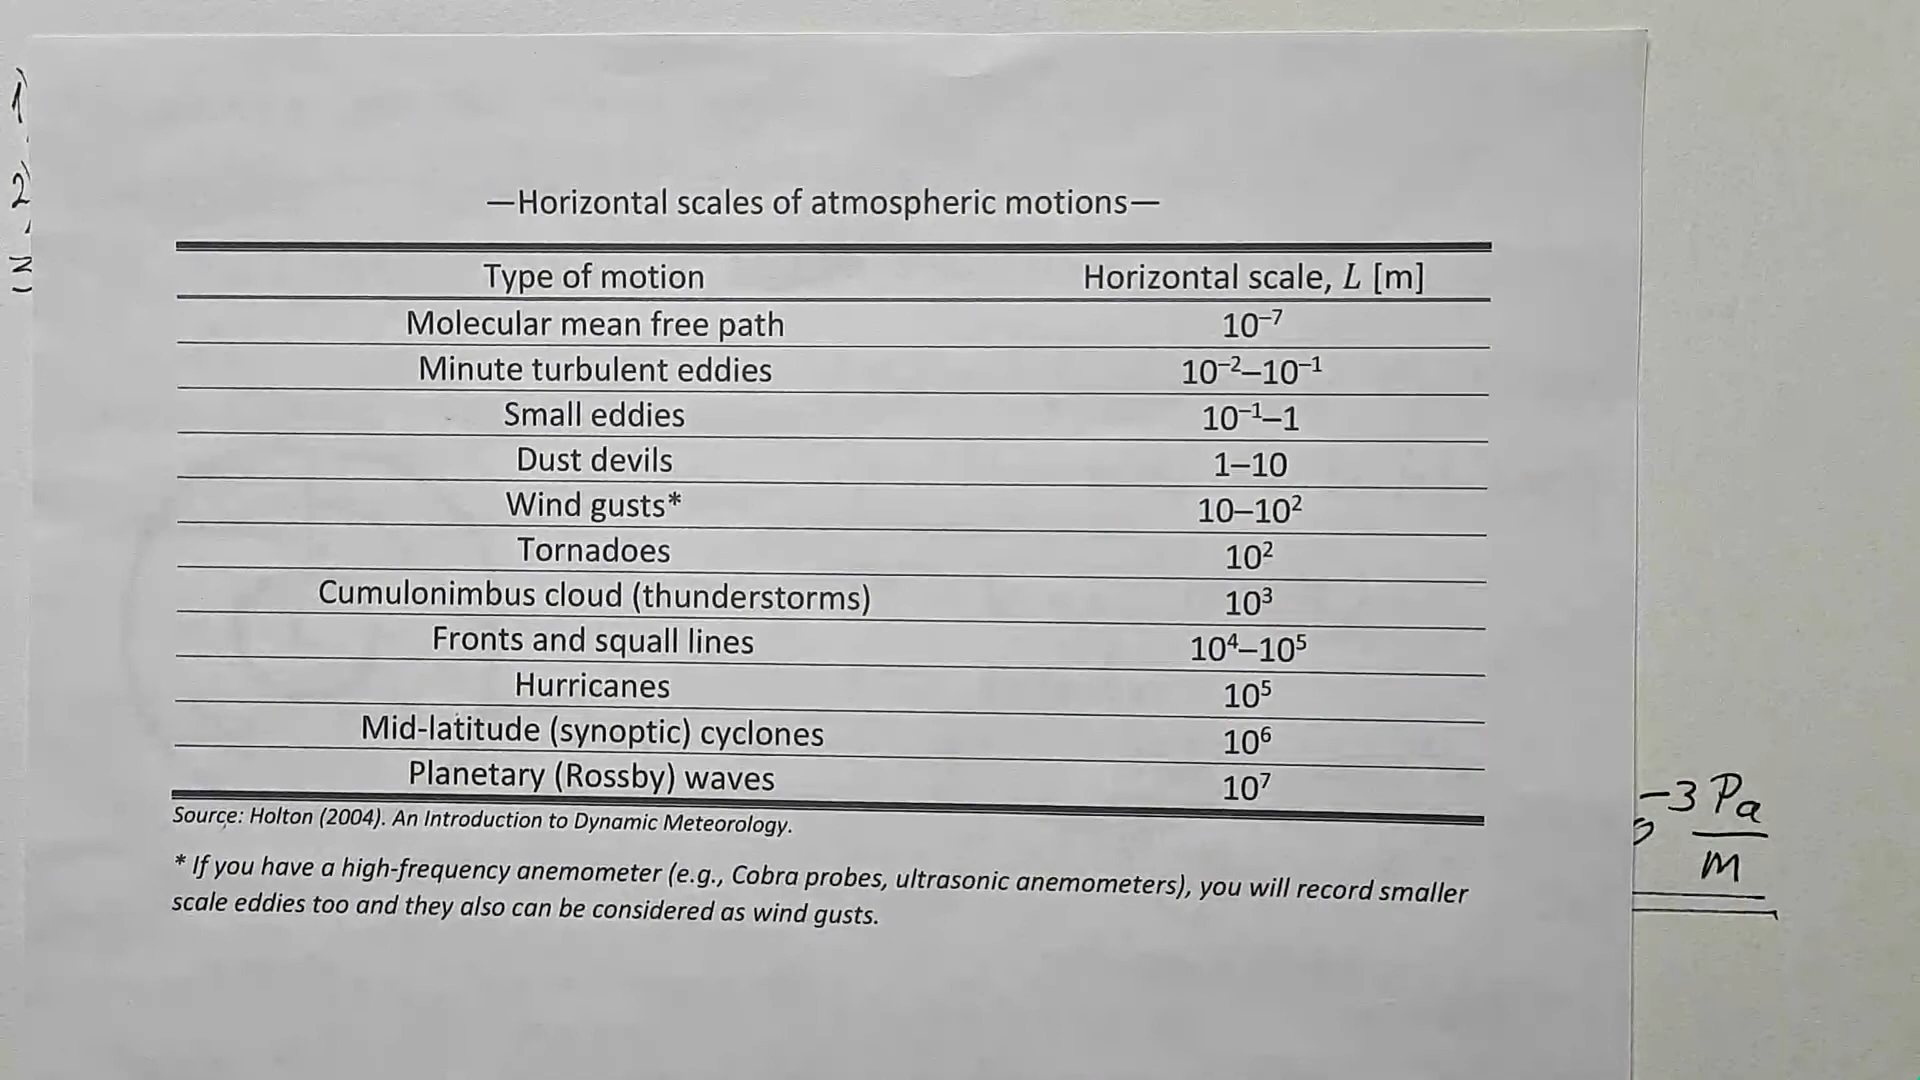 1)
2)
—Horizontal scales of atmospheric motions—
Type of motion Horizontal scale, L [m]
Molecular mean free path 10⁻⁷
Minute turbulent eddies 10⁻²–10⁻¹
Small eddies 10⁻¹–1
Dust devils 1–10
Wind gusts* 10–10²
Tornadoes 10²
Cumulonimbus cloud (thunderstorms) 10³
Fronts and squall lines 10⁴–10⁵
Hurricanes 10⁵
Mid-latitude (synoptic) cyclones 10⁶
Planetary (Rossby) waves 10⁷
Source: Holton (2004). An Introduction to Dynamic Meteorology.
* If you have a high-frequency anemometer (e.g., Cobra probes, ultrasonic anemometers), you will record smaller
scale eddies too and they also can be considered as wind gusts.
-3 Pa
m